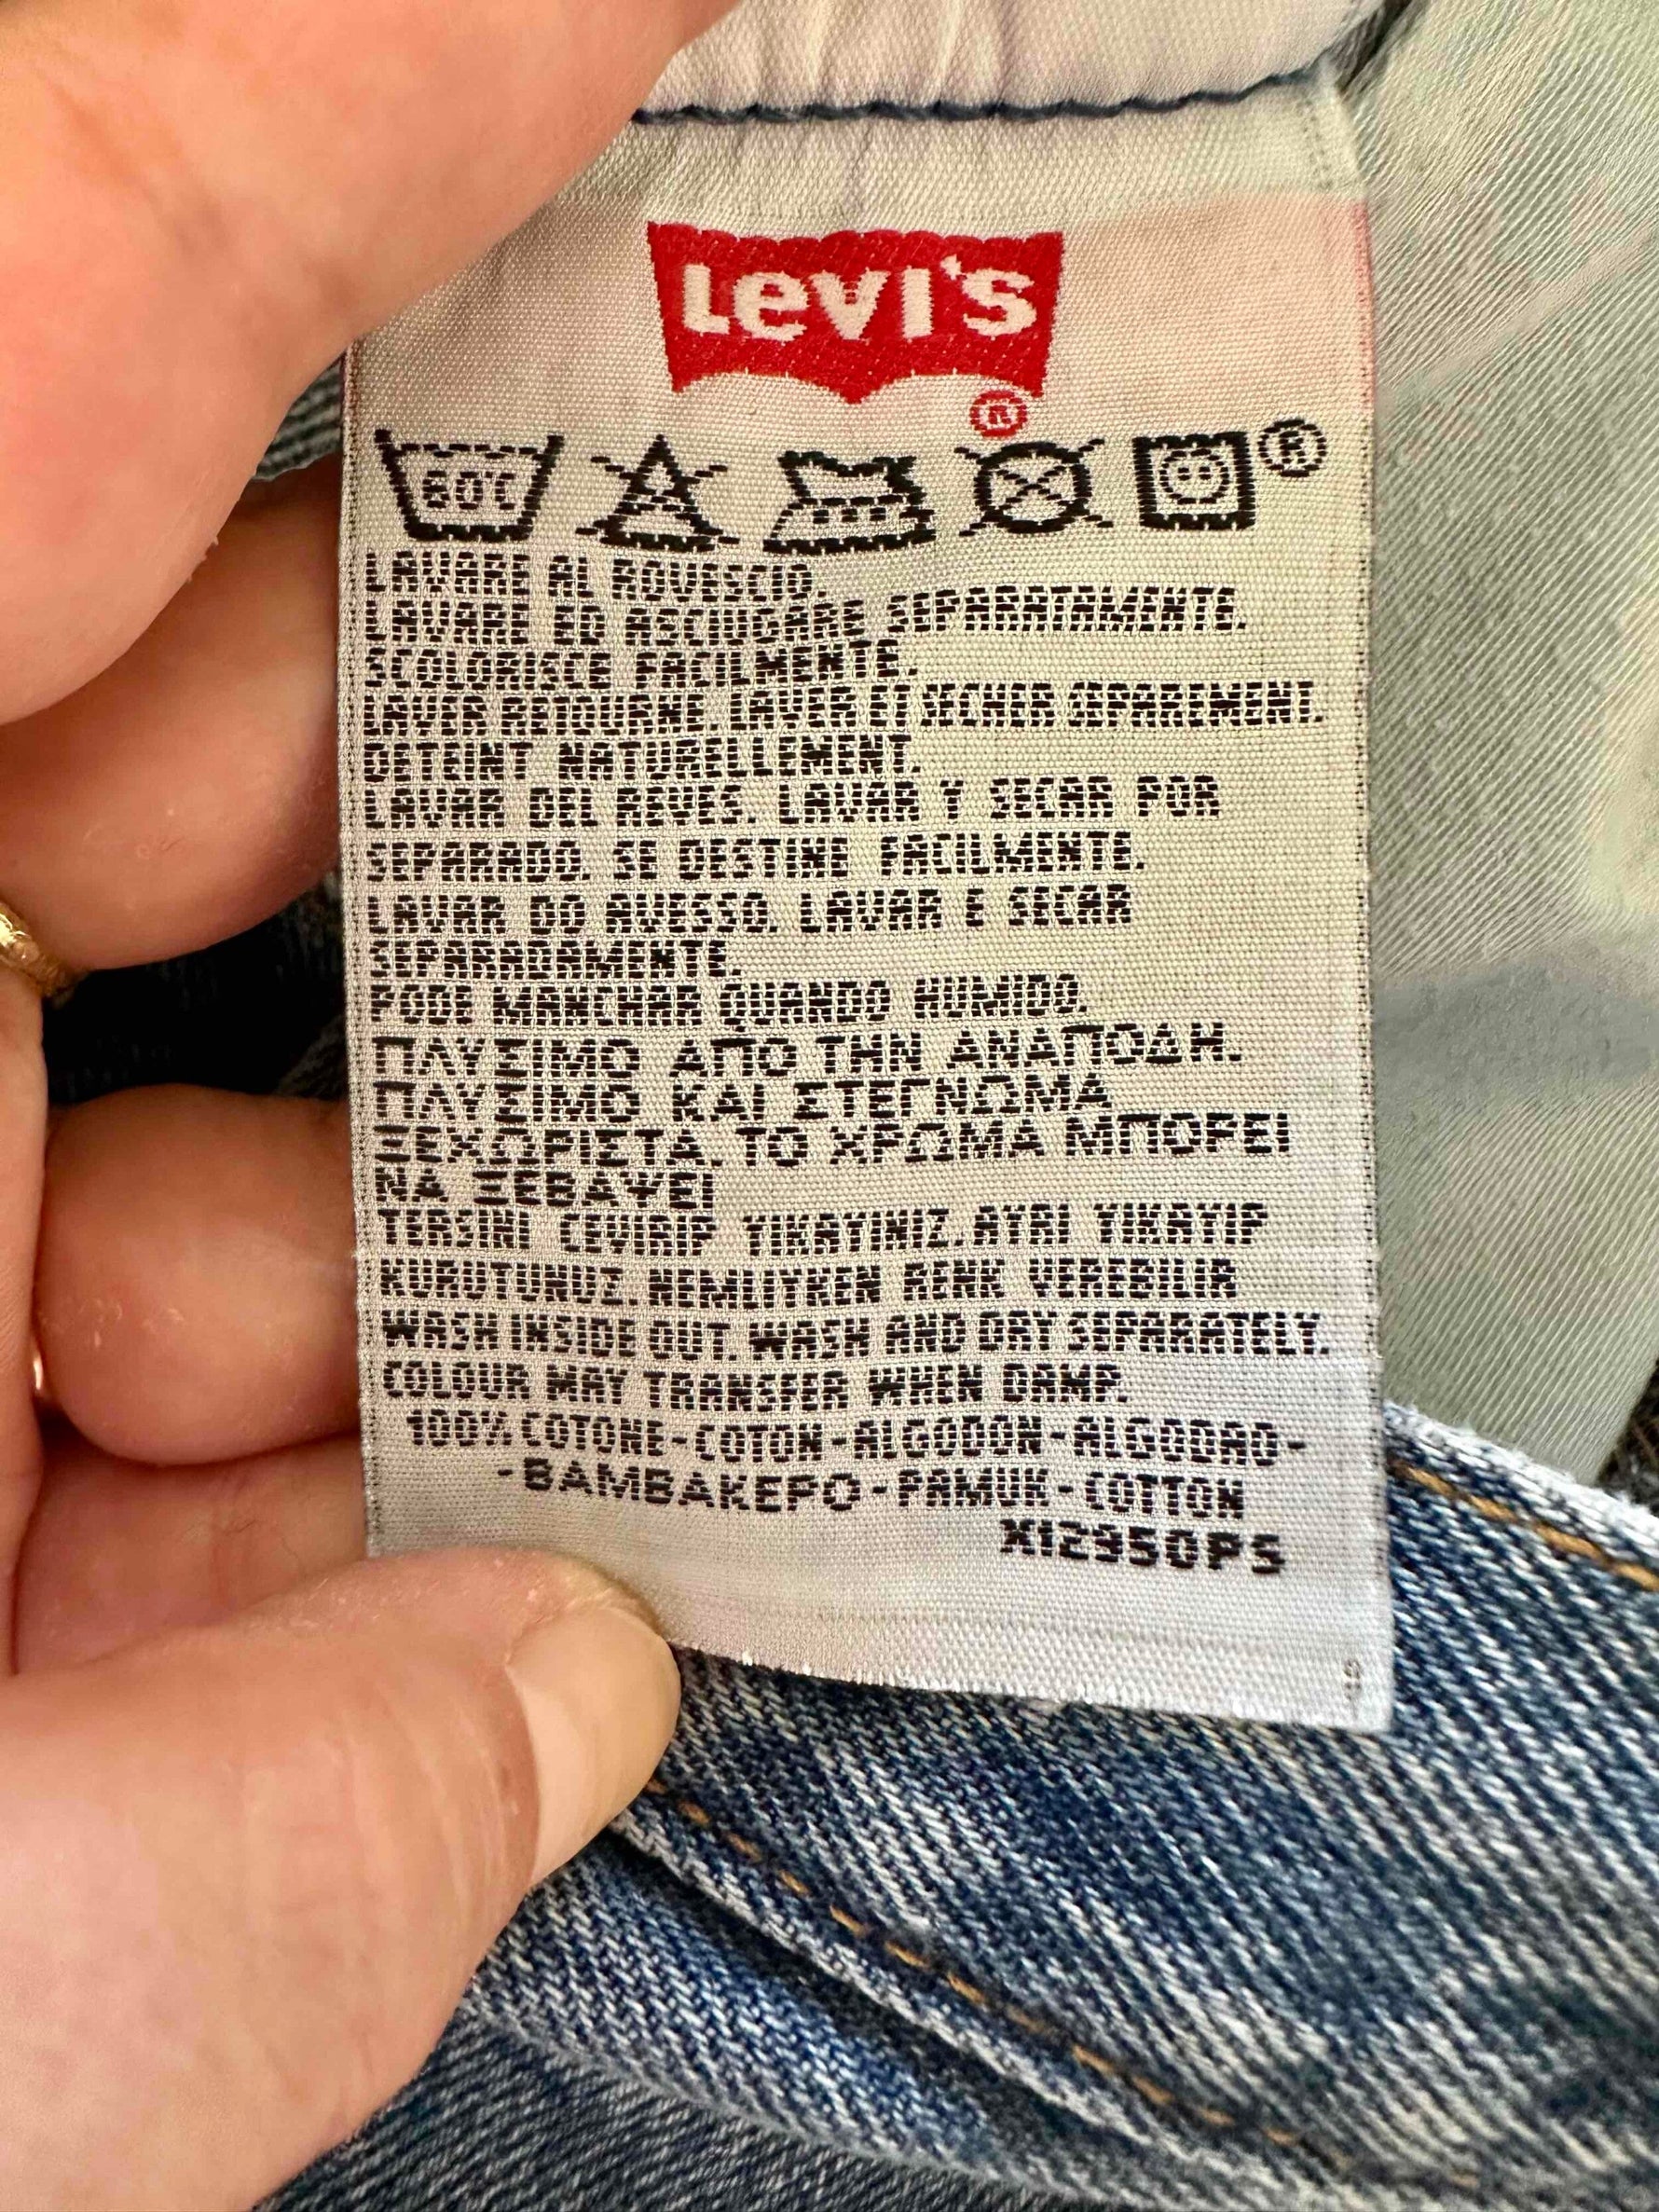 Levi's
®
60°C ®
LAVARE AL ROVESCIO.
LAVARE ED ASCIUGARE SEPARATAMENTE.
SCOLORISCE FACILMENTE.
LAVER RETOURNE. LAVER ET SECHER SEPAREMENT.
DETEINT NATURELLEMENT.
LAVAR DEL REVES. LAVAR Y SECAR POR
SEPARADO. SE DESTINE FACILMENTE.
LAVAR DO AVESSO. LAVAR E SECAR
SEPARADAMENTE.
PODE MANCHAR QUANDO HUMIDO.
ΠΛΥΣΙΜΟ ΑΠΟ ΤΗΝ ΑΝΑΠΟΔΗ.
ΠΛΥΣΙΜΟ ΚΑΙ ΣΤΕΓΝΩΜΑ
ΞΕΧΩΡΙΣΤΑ. ΤΟ ΧΡΩΜΑ ΜΠΟΡΕΙ
ΝΑ ΞΕΒΑΨΕΙ
TERSINI CEVIRIP YIKAYINIZ. AYRI YIKAYIP
KURUTUNUZ. NEMLIYKEN RENK VEREBILIR
WASH INSIDE OUT. WASH AND DRY SEPARATELY.
COLOUR MAY TRANSFER WHEN DAMP.
100% COTONE-COTON-ALGODON-ALGODAO-
-ΒΑΜΒΑΚΕΡΟ-PAMUK-COTTON
X12950PS